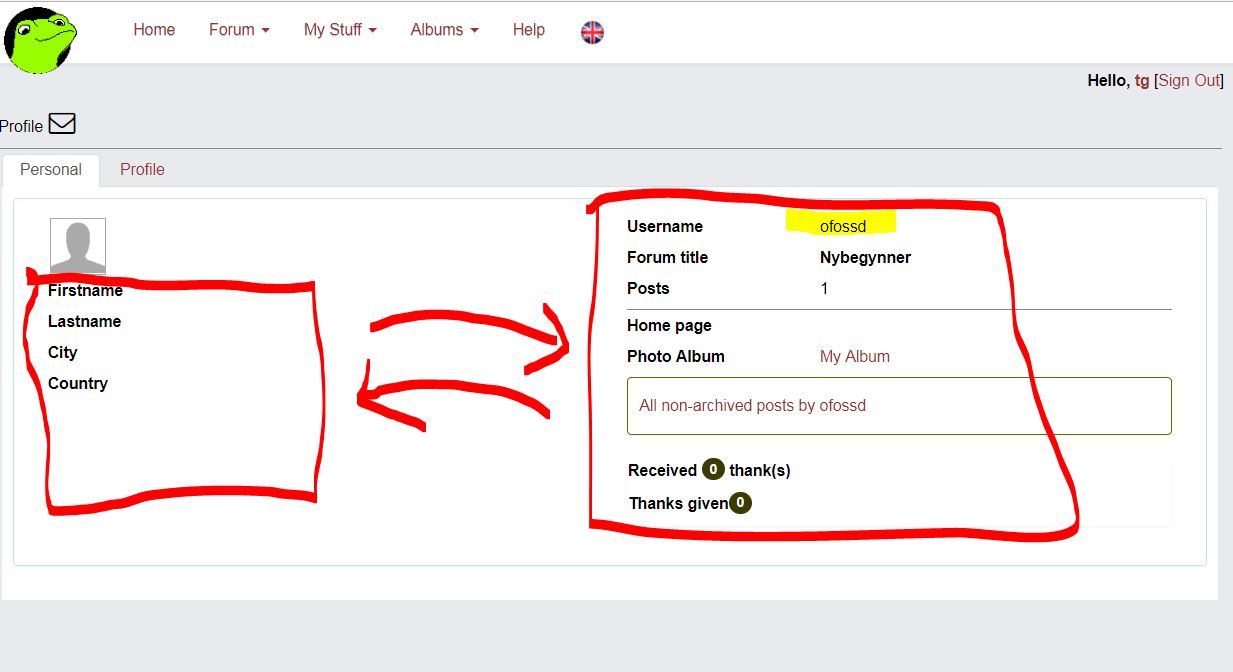 Home Forum My Stuff Albums Help
Hello, tg [Sign Out]
Profile
Personal Profile
Firstname
Lastname
City
Country
Username ofossd
Forum title Nybegynner
Posts 1
Home page
Photo Album My Album
All non-archived posts by ofossd
Received 0 thank(s)
Thanks given 0